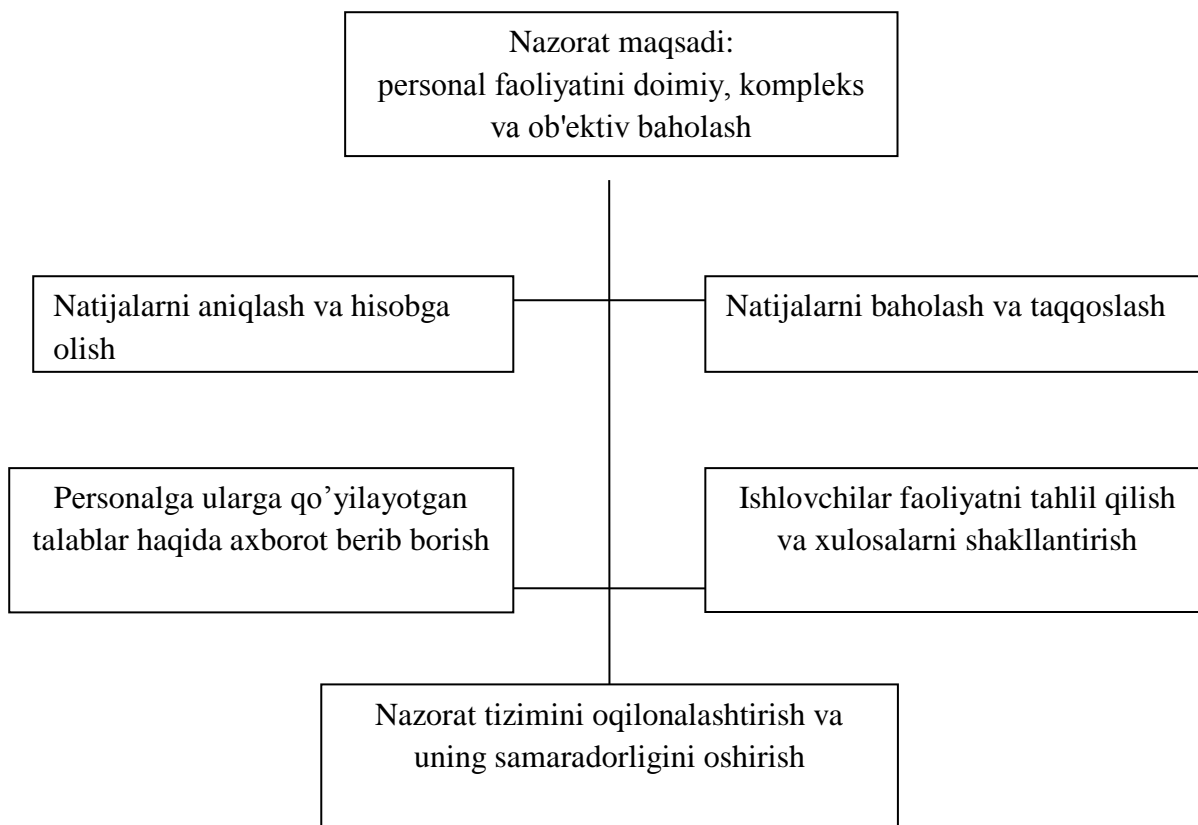 Nazorat maqsadi:
personal faoliyatini doimiy, kompleks
va ob'ektiv baholash
Natijalarni aniqlash va hisobga
olish
Natijalarni baholash va taqqoslash
Personalga ularga qo’yilayotgan
talablar haqida axborot berib borish
Ishlovchilar faoliyatni tahlil qilish
va xulosalarni shakllantirish
Nazorat tizimini oqilonalashtirish va
uning samaradorligini oshirish